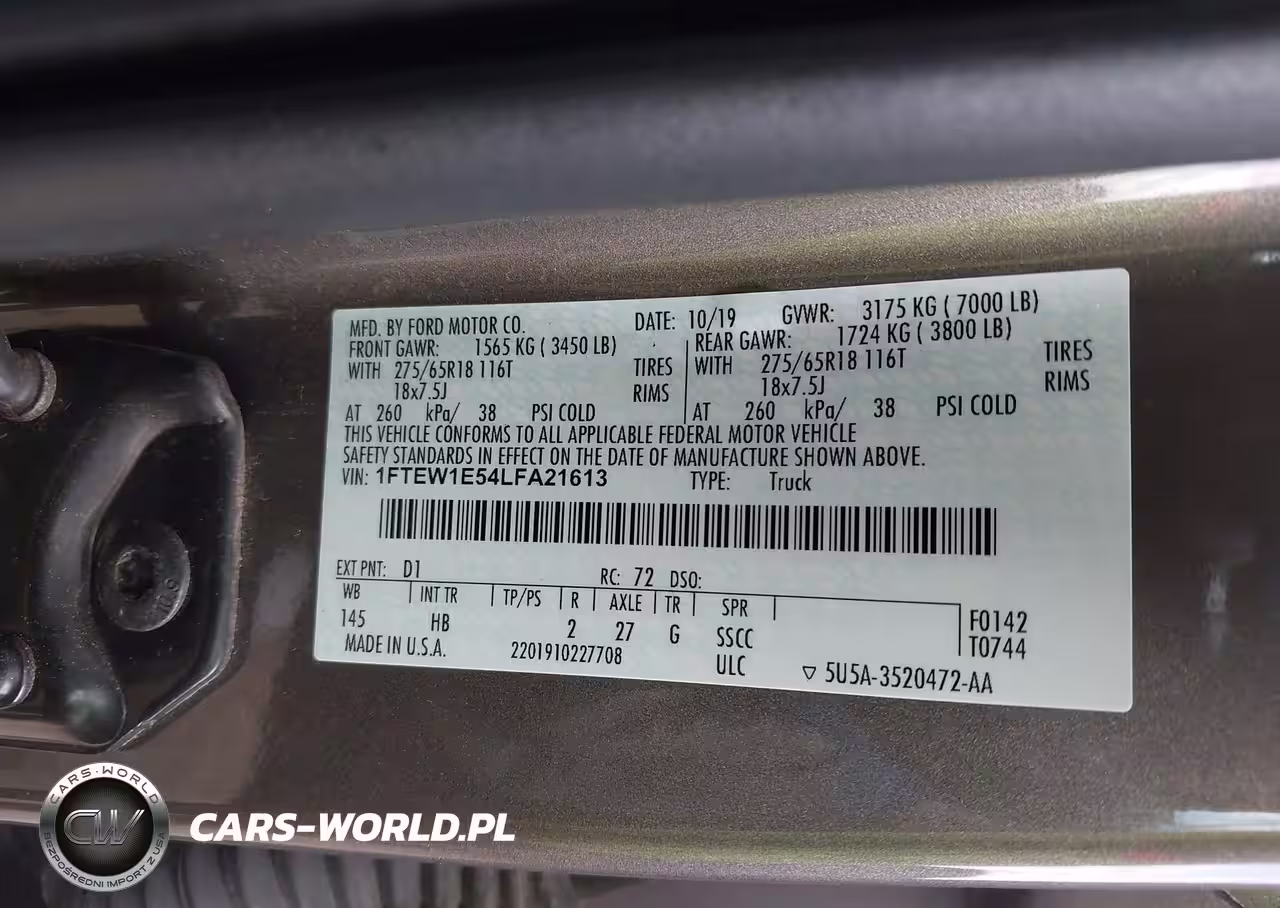 MFD. BY FORD MOTOR CO. DATE: 10/19 GVWR: 3175 KG ( 7000 LB)
FRONT GAWR: 1565 KG ( 3450 LB) REAR GAWR: 1724 KG ( 3800 LB)
WITH 275/65R18 116T TIRES WITH 275/65R18 116T TIRES
18x7.5J RIMS 18x7.5J RIMS
AT 260 kPa/ 38 PSI COLD AT 260 kPa/ 38 PSI COLD
THIS VEHICLE CONFORMS TO ALL APPLICABLE FEDERAL MOTOR VEHICLE
SAFETY STANDARDS IN EFFECT ON THE DATE OF MANUFACTURE SHOWN ABOVE.
VIN: 1FTEW1E54LFA21613 TYPE: Truck
EXT PNT: D1 RC: 72 DSO:
WB INT TR TP/PS R AXLE TR SPR
145 HB 2 27 G SSCC F0142
T0744
MADE IN U.S.A. 2201910227708 ULC ▽ 5U5A-3520472-AA
CARS-WORLD
CW
BEZPOŚREDNI IMPORT Z USA
CARS-WORLD.PL